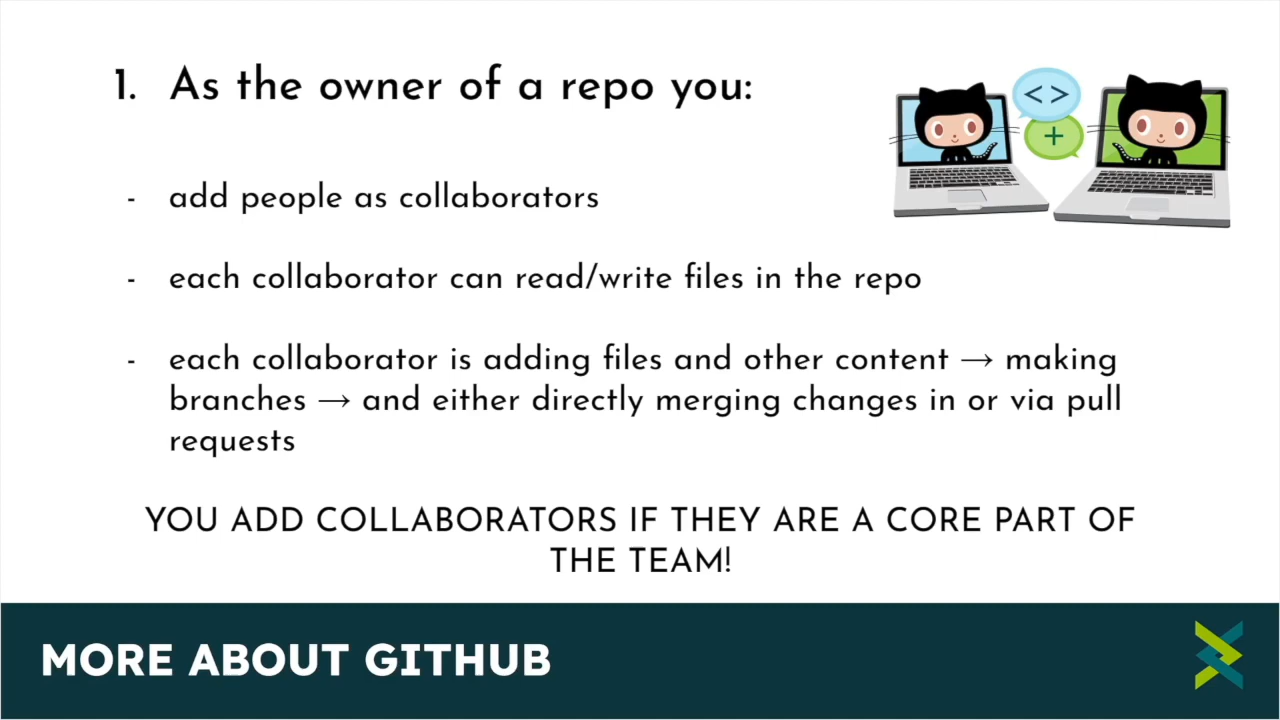 1. As the owner of a repo you:
- add people as collaborators
- each collaborator can read/write files in the repo
- each collaborator is adding files and other content → making
branches → and either directly merging changes in or via pull
requests
YOU ADD COLLABORATORS IF THEY ARE A CORE PART OF
THE TEAM!
< >
+
MORE ABOUT GITHUB